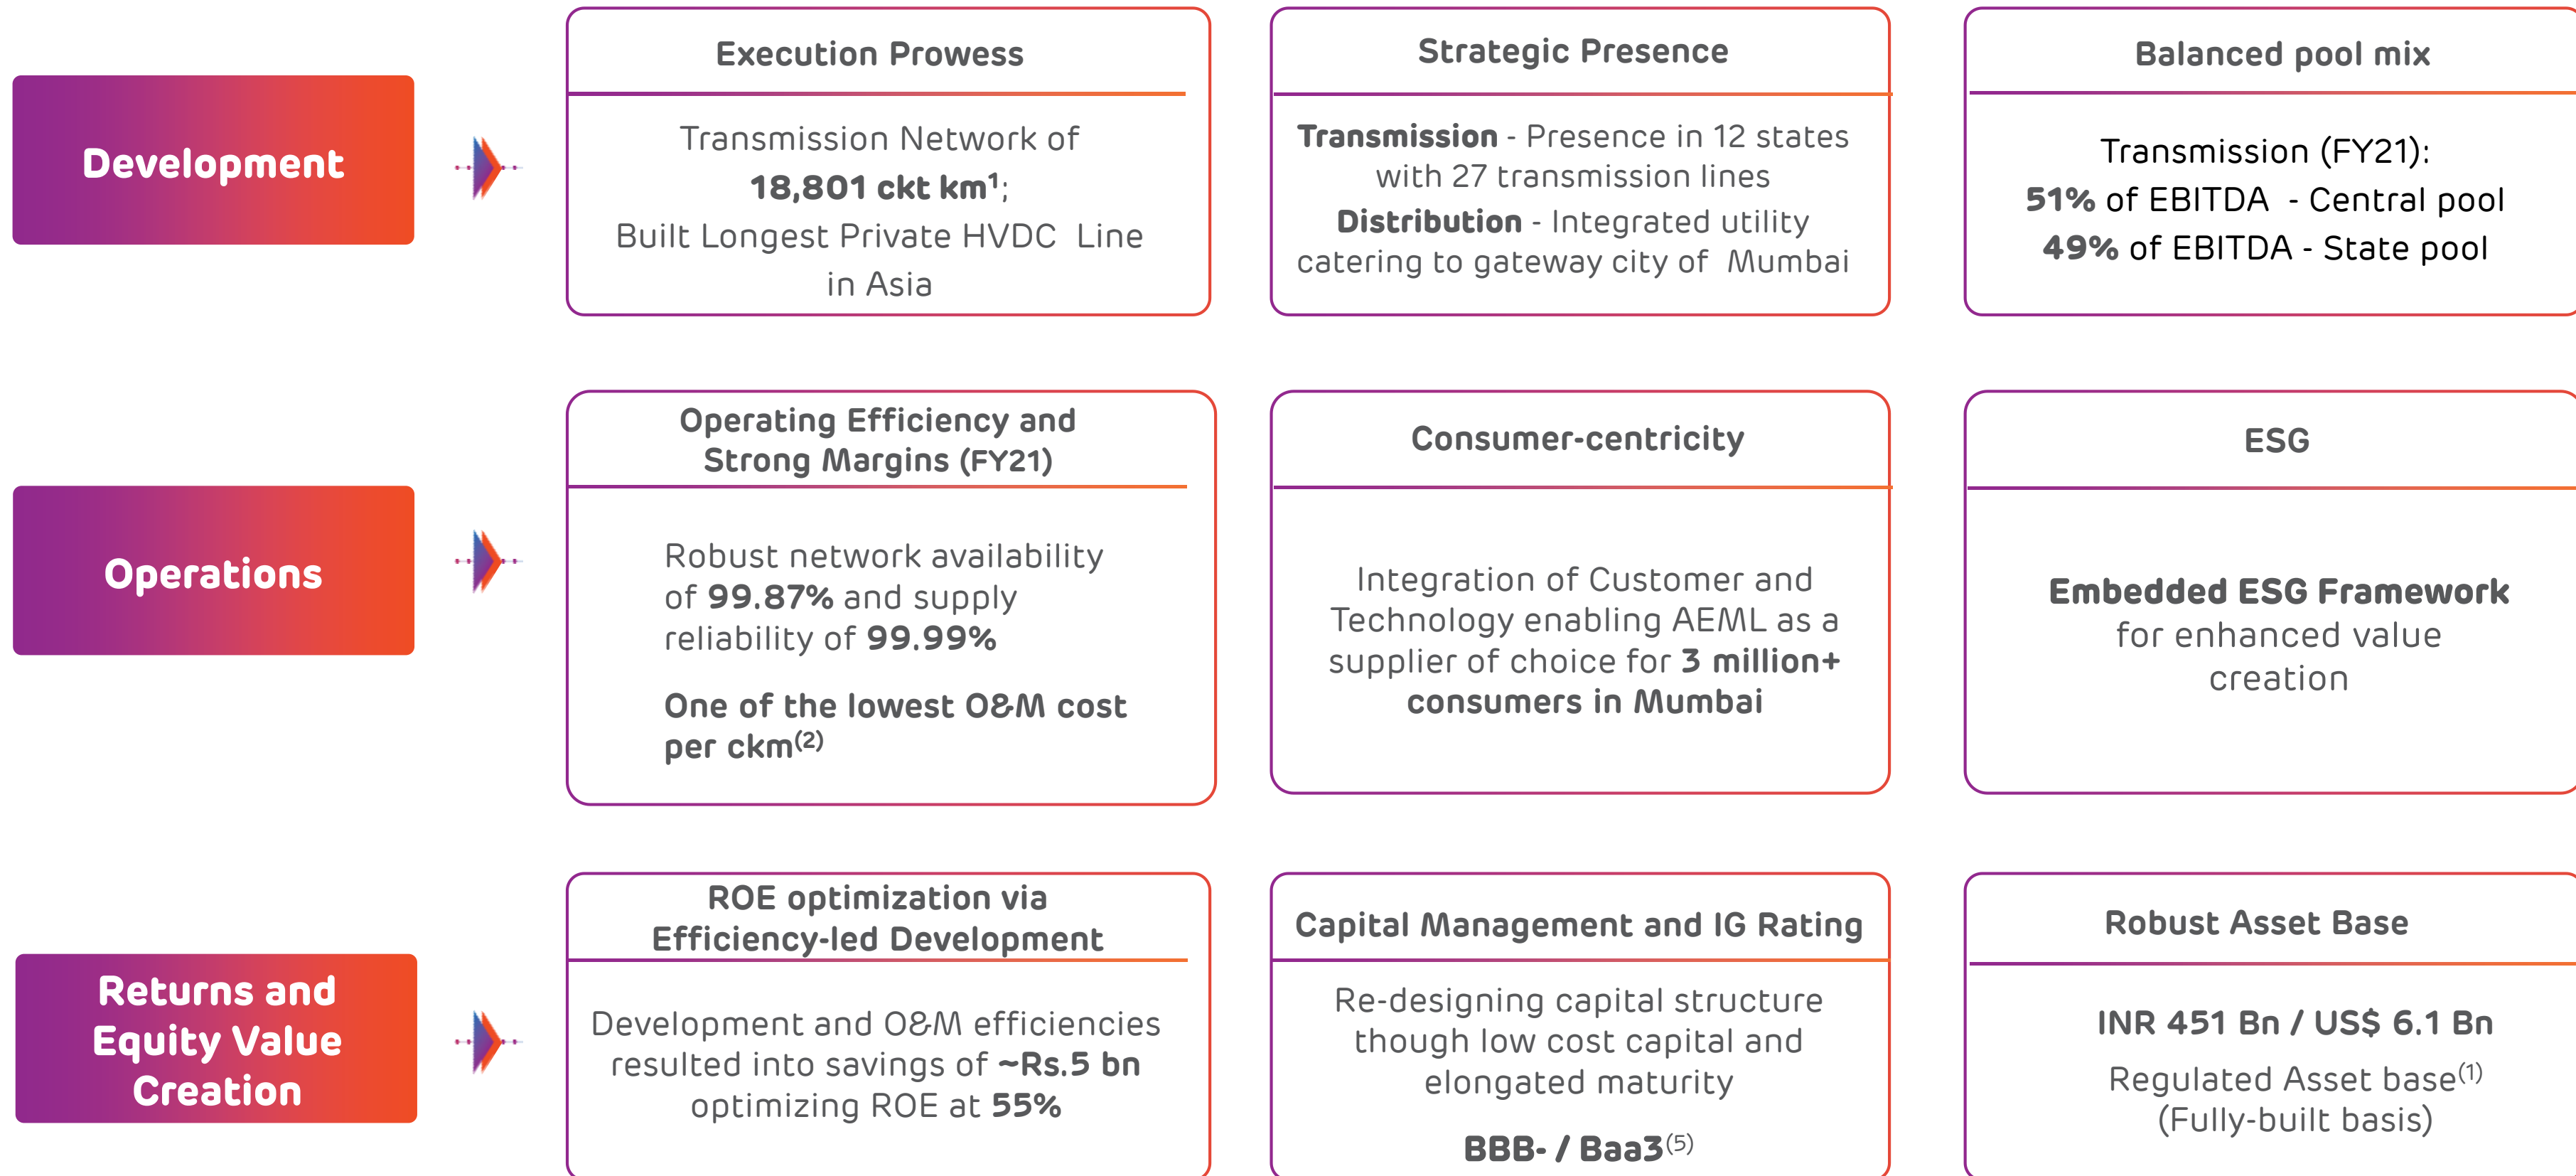 Development
Execution Prowess
Transmission Network of
18,801 ckt km¹;
Built Longest Private HVDC Line
in Asia
Strategic Presence
Transmission - Presence in 12 states
with 27 transmission lines
Distribution - Integrated utility
catering to gateway city of Mumbai
Balanced pool mix
Transmission (FY21):
51% of EBITDA - Central pool
49% of EBITDA - State pool
Operations
Operating Efficiency and
Strong Margins (FY21)
Robust network availability
of 99.87% and supply
reliability of 99.99%
One of the lowest O&M cost
per ckm(2)
Consumer-centricity
Integration of Customer and
Technology enabling AEML as a
supplier of choice for 3 million+
consumers in Mumbai
ESG
Embedded ESG Framework
for enhanced value
creation
Returns and
Equity Value
Creation
ROE optimization via
Efficiency-led Development
Development and O&M efficiencies
resulted into savings of ~Rs.5 bn
optimizing ROE at 55%
Capital Management and IG Rating
Re-designing capital structure
though low cost capital and
elongated maturity
BBB- / Baa3(5)
Robust Asset Base
INR 451 Bn / US$ 6.1 Bn
Regulated Asset base(1)
(Fully-built basis)